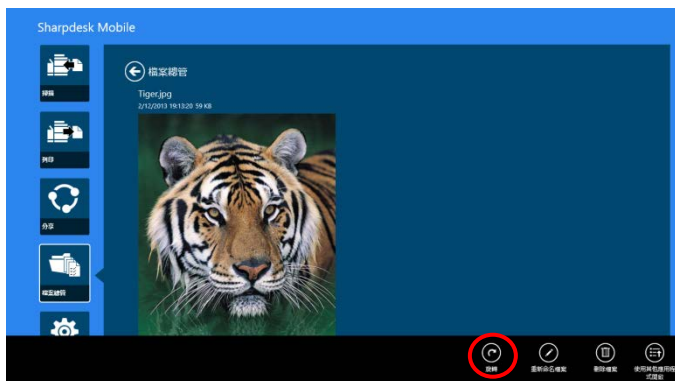 Sharpdesk Mobile
掃描
列印
分享
檔案總管
檔案總管
Tiger.jpg
2/12/2013 19:13:20 59 KB
旋轉
重新命名檔案
刪除檔案
使用其他應用程
式開啟